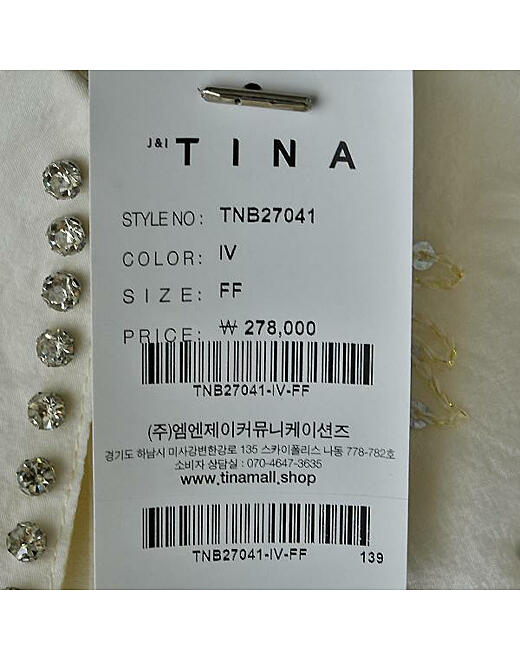 J&I TINA
STYLE NO: TNB27041
COLOR: IV
SIZE: FF
PRICE: ₩ 278,000
TNB27041-IV-FF
(주)엠엔제이커뮤니케이션즈
경기도 하남시 미사강변한강로 135 스카이폴리스 나동 778-782호
소비자 상담실 : 070-4647-3635
www.tinamall.shop
TNB27041-IV-FF
139